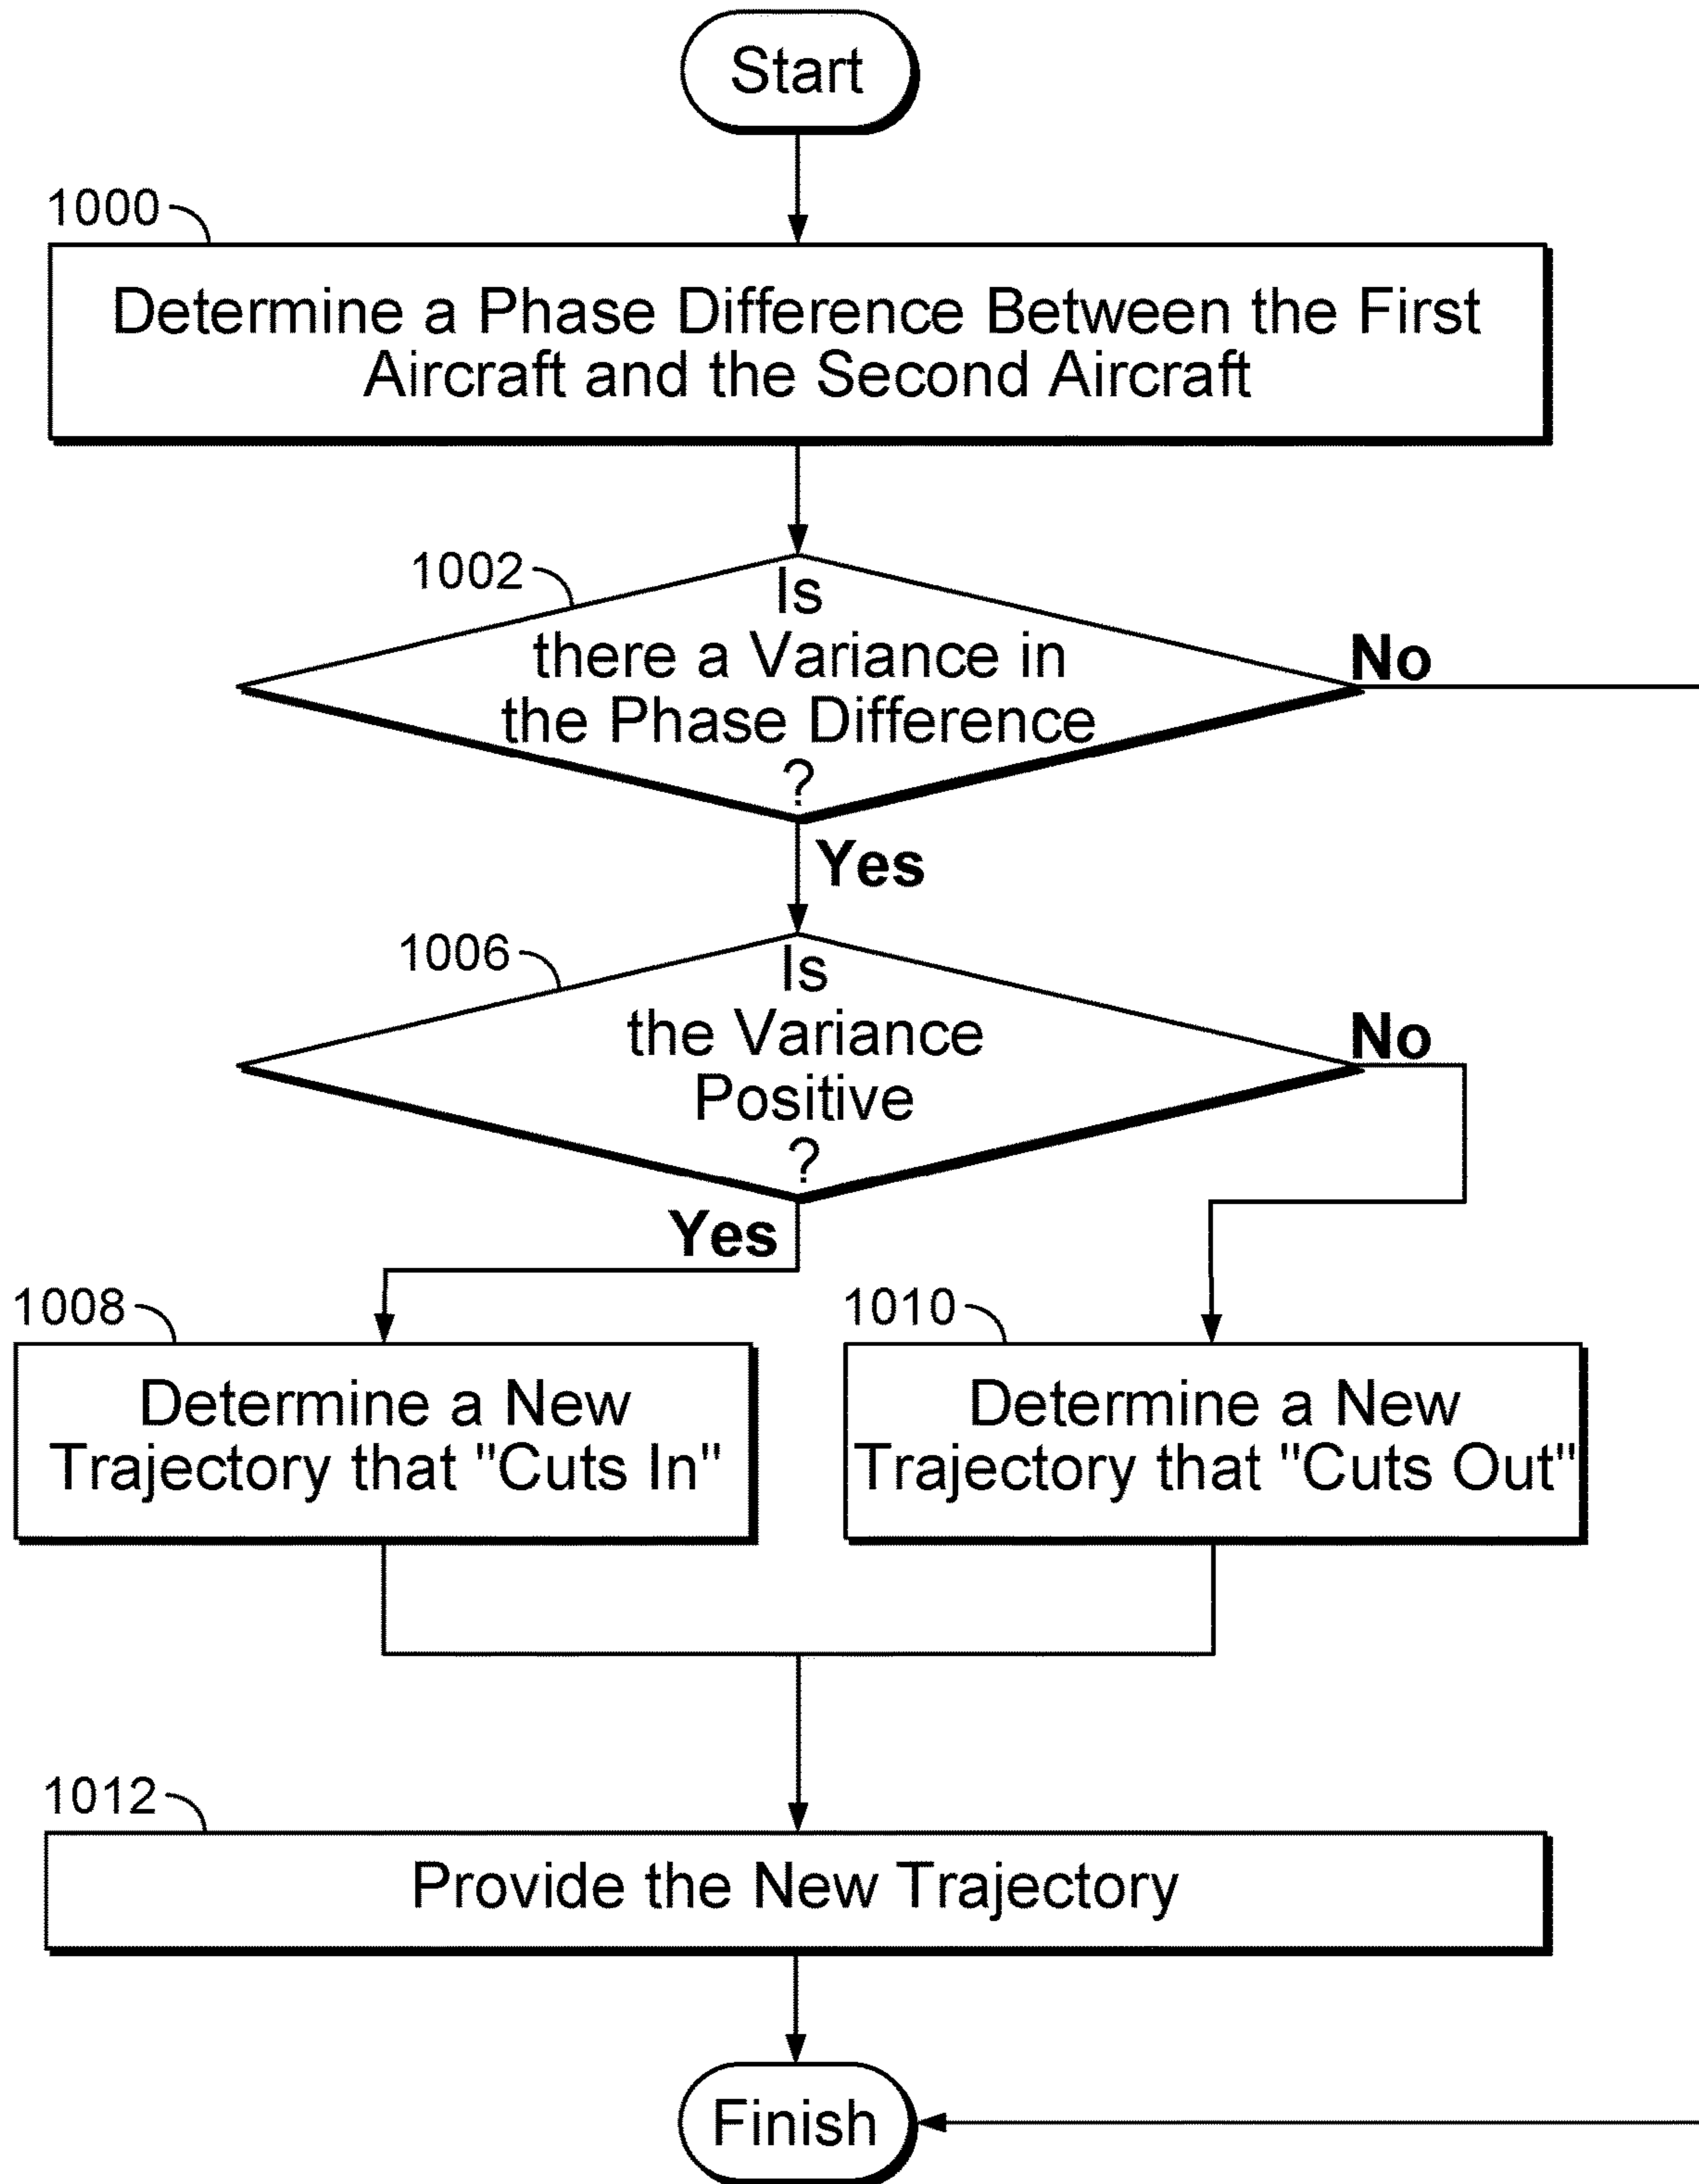 Start
1000
Determine a Phase Difference Between the First
Aircraft and the Second Aircraft
1002
Is
there a Variance in
the Phase Difference
?
No
Yes
1006
Is
the Variance
Positive
?
No
Yes
1008
Determine a New
Trajectory that "Cuts In"
1010
Determine a New
Trajectory that "Cuts Out"
1012
Provide the New Trajectory
Finish